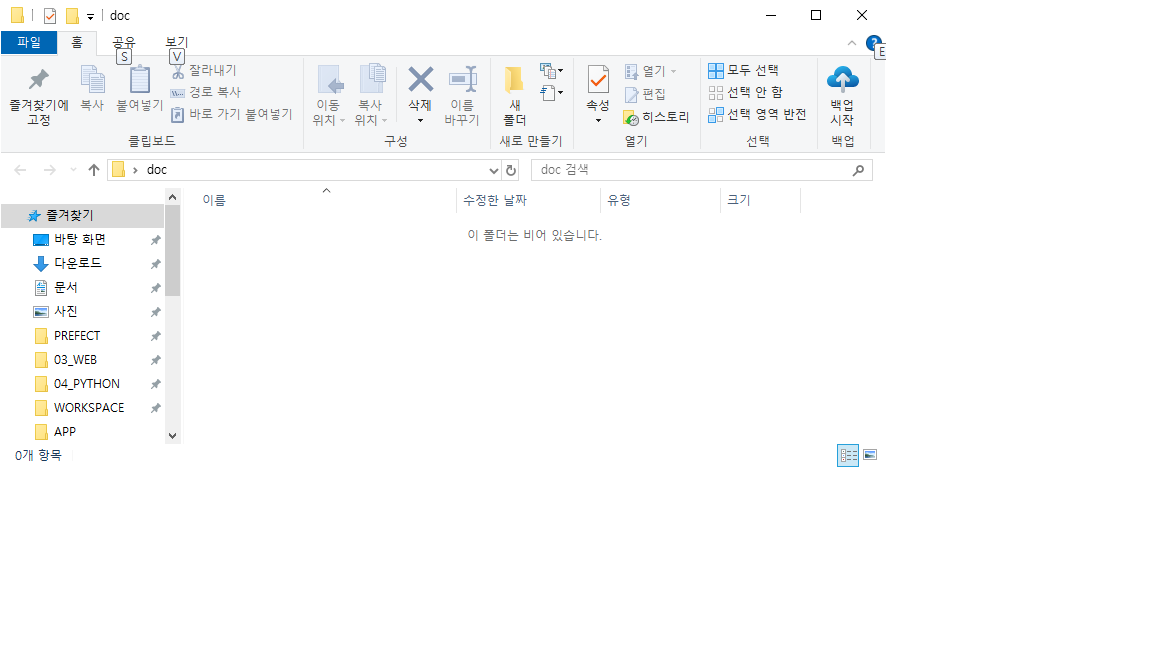 doc
파일 홈 공유 보기
S V E
?
즐겨찾기에 고정
복사
붙여넣기
잘라내기
경로 복사
바로 가기 붙여넣기
클립보드
이동 위치
복사 위치
삭제
이름 바꾸기
구성
새 폴더
새로 만들기
속성
열기
편집
히스토리
열기
모두 선택
선택 안 함
선택 영역 반전
선택
백업 시작
백업
doc
doc 검색
이름 수정한 날짜 유형 크기
이 폴더는 비어 있습니다.
즐겨찾기
바탕 화면
다운로드
문서
사진
PREFECT
03_WEB
04_PYTHON
WORKSPACE
APP
0개 항목